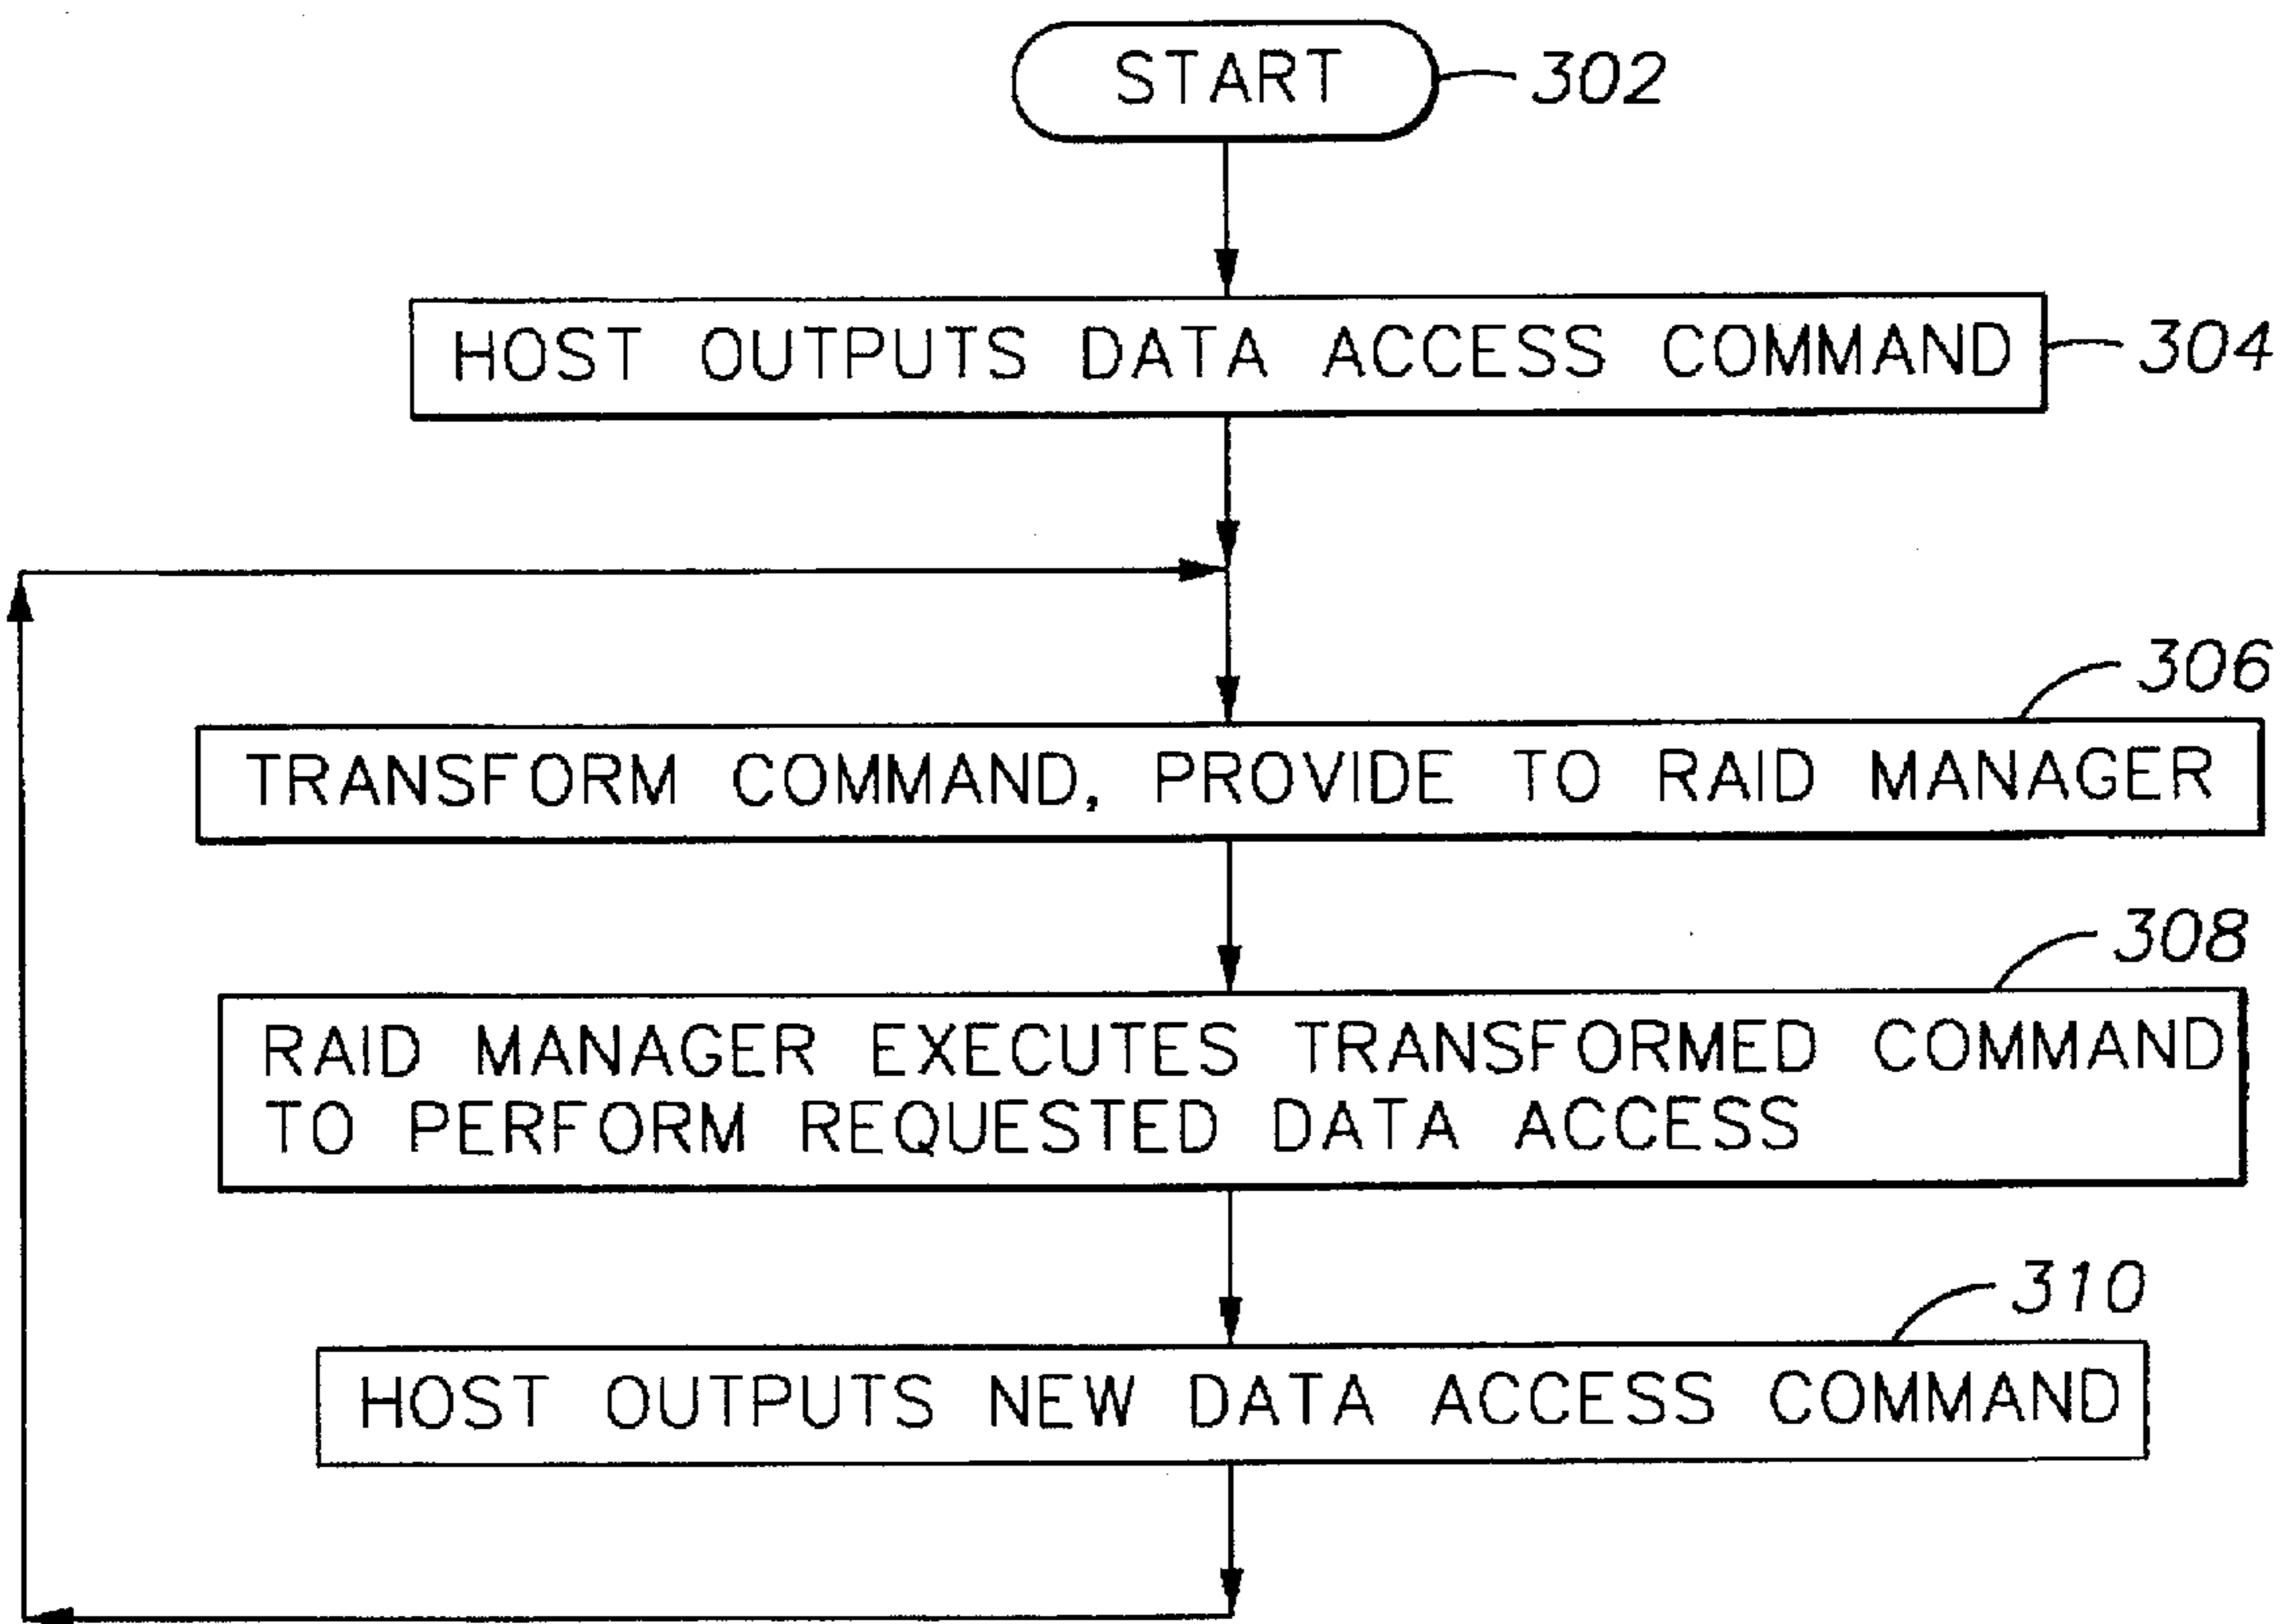 START
302
HOST OUTPUTS DATA ACCESS COMMAND
304
306
TRANSFORM COMMAND, PROVIDE TO RAID MANAGER
308
RAID MANAGER EXECUTES TRANSFORMED COMMAND
TO PERFORM REQUESTED DATA ACCESS
310
HOST OUTPUTS NEW DATA ACCESS COMMAND